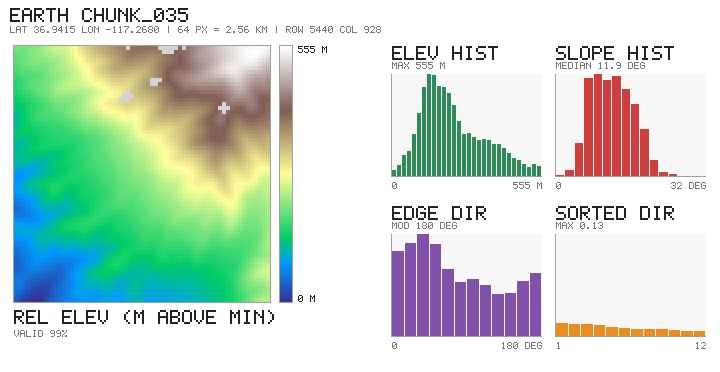 EARTH CHUNK_035
LAT 36.9415 LON -117.2680 | 64 PX = 2.56 KM | ROW 5440 COL 928
555 M
0 M
REL ELEV (M ABOVE MIN)
VALID 99%
ELEV HIST
MAX 555 M
0 555 M
SLOPE HIST
MEDIAN 11.9 DEG
0 32 DEG
EDGE DIR
MOD 180 DEG
0 180 DEG
SORTED DIR
MAX 0.13
1 12